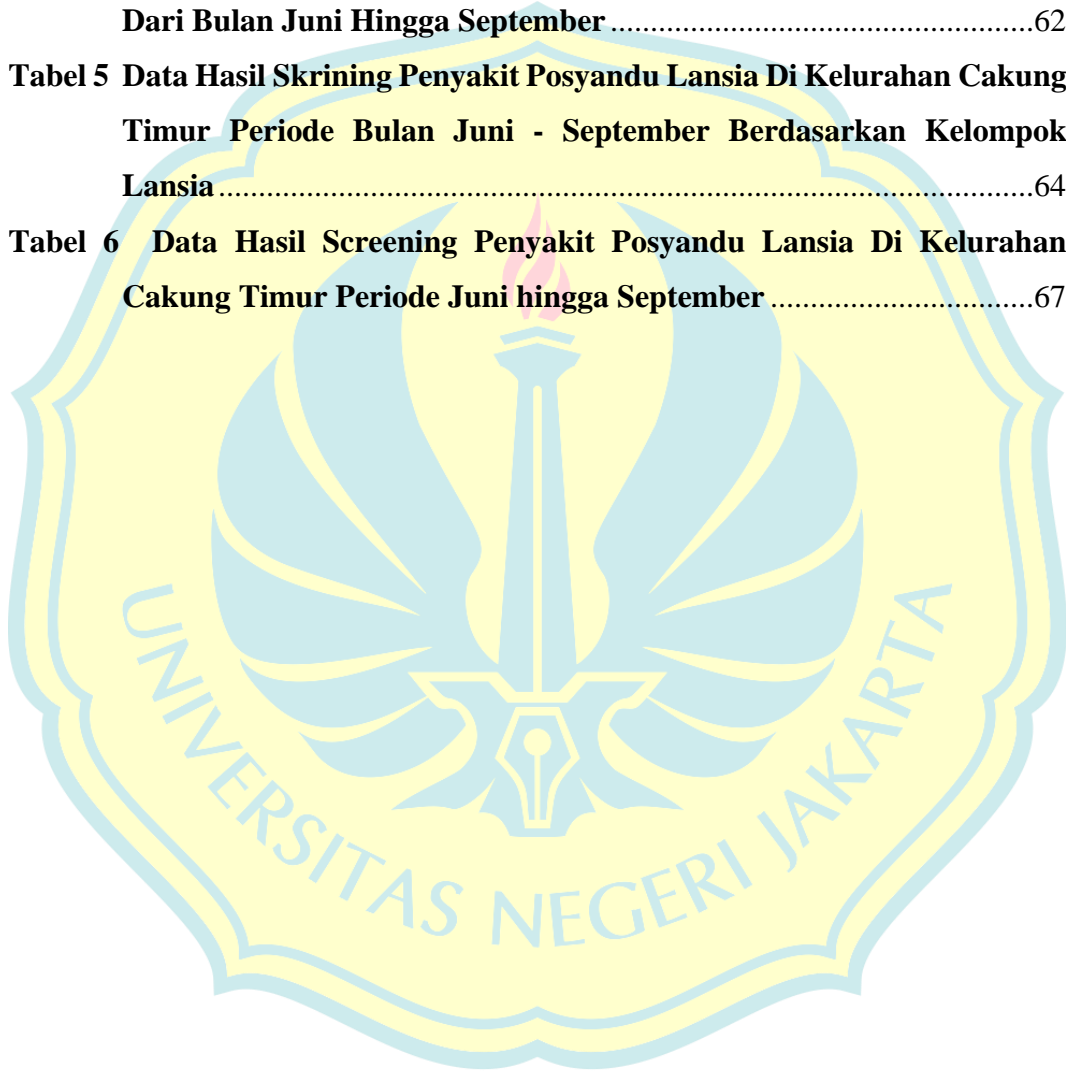 Dari Bulan Juni Hingga September.............................................................62
Tabel 5 Data Hasil Skrining Penyakit Posyandu Lansia Di Kelurahan Cakung
Timur Periode Bulan Juni - September Berdasarkan Kelompok
Lansia.............................................................................................................64
Tabel 6 Data Hasil Screening Penyakit Posyandu Lansia Di Kelurahan
Cakung Timur Periode Juni hingga September...................................67
UNIVERSITAS NEGERI JAKARTA